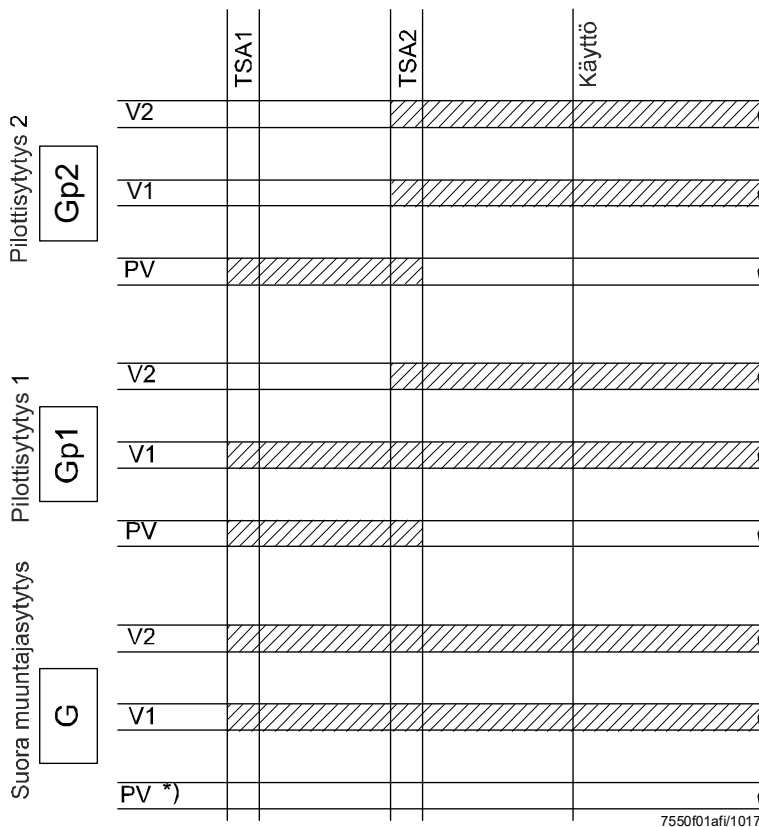 TSA1
TSA2
Käyttö
Pilottisytytys 2
Gp2
V2
V1
PV
Pilottisytytys 1
Gp1
V2
V1
PV
Suora muuntajasytytys
G
V2
V1
PV *)
7550f01afi/1017